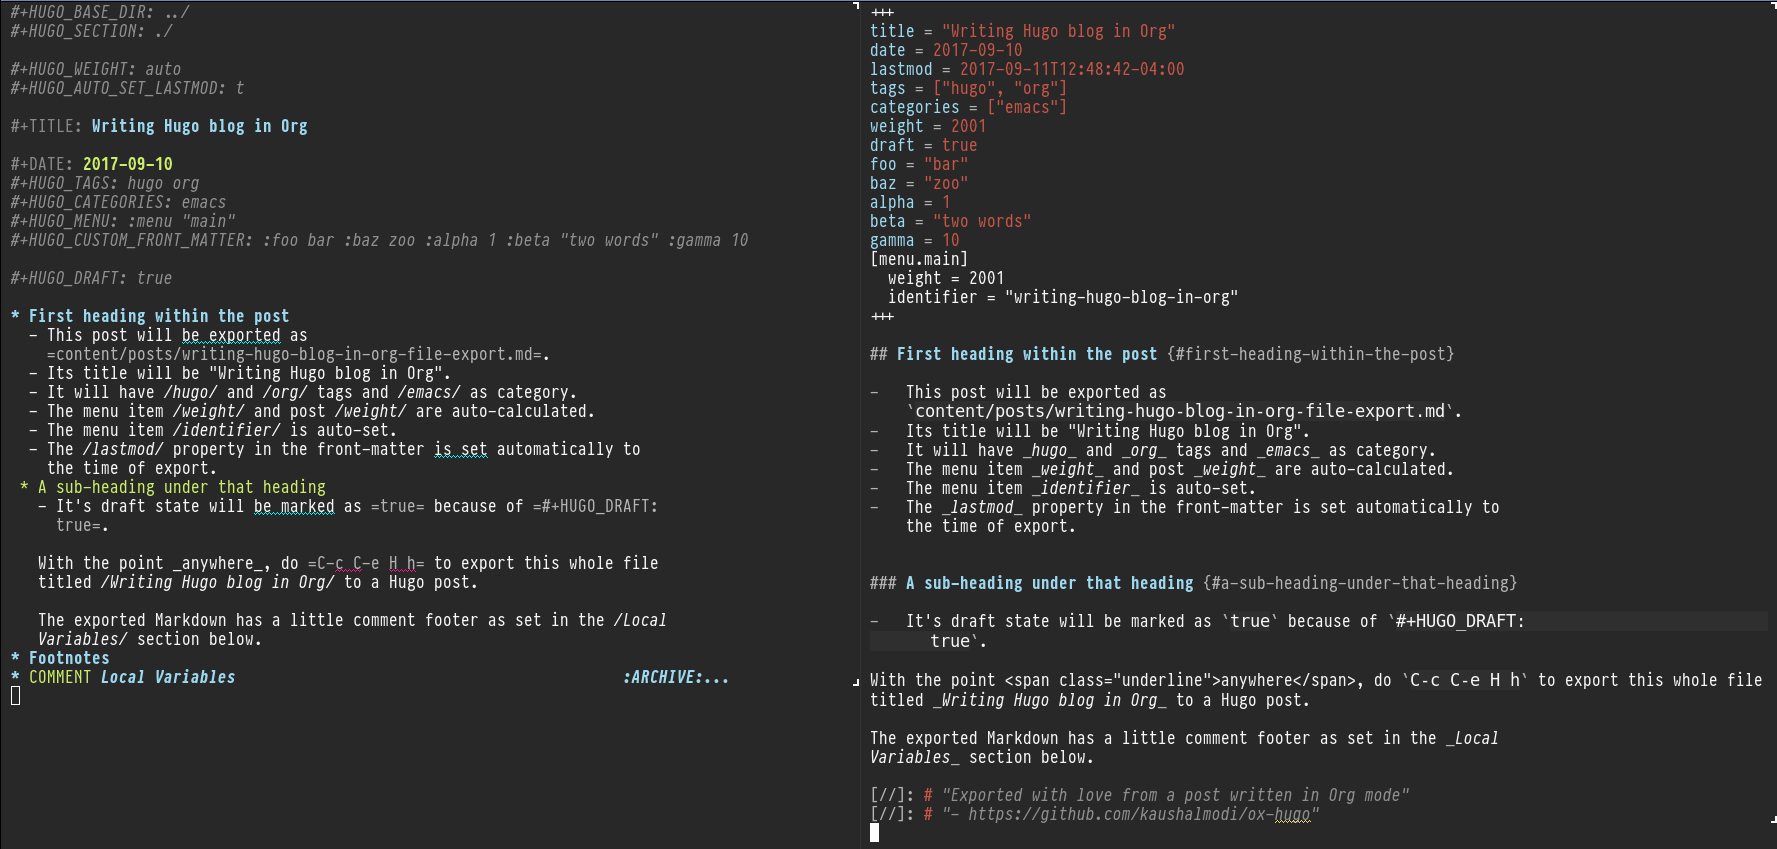 #+HUGO_BASE_DIR: ../
#+HUGO_SECTION: ./
#+HUGO_WEIGHT: auto
#+HUGO_AUTO_SET_LASTMOD: t
#+TITLE: Writing Hugo blog in Org
#+DATE: 2017-09-10
#+HUGO_TAGS: hugo org
#+HUGO_CATEGORIES: emacs
#+HUGO_MENU: :menu "main"
#+HUGO_CUSTOM_FRONT_MATTER: :foo bar :baz zoo :alpha 1 :beta "two words" :gamma 10
#+HUGO_DRAFT: true
* First heading within the post
- This post will be exported as
=content/posts/writing-hugo-blog-in-org-file-export.md=.
- Its title will be "Writing Hugo blog in Org".
- It will have /hugo/ and /org/ tags and /emacs/ as category.
- The menu item /weight/ and post /weight/ are auto-calculated.
- The menu item /identifier/ is auto-set.
- The /lastmod/ property in the front-matter is set automatically to
the time of export.
* A sub-heading under that heading
- It's draft state will be marked as =true= because of =#+HUGO_DRAFT:
true=.
With the point _anywhere_, do =C-c C-e H h= to export this whole file
titled /Writing Hugo blog in Org/ to a Hugo post.
The exported Markdown has a little comment footer as set in the /Local
Variables/ section below.
* Footnotes
* COMMENT Local Variables :ARCHIVE:...
+++
title = "Writing Hugo blog in Org"
date = 2017-09-10
lastmod = 2017-09-11T12:48:42-04:00
tags = ["hugo", "org"]
categories = ["emacs"]
weight = 2001
draft = true
foo = "bar"
baz = "zoo"
alpha = 1
beta = "two words"
gamma = 10
[menu.main]
weight = 2001
identifier = "writing-hugo-blog-in-org"
+++
## First heading within the post {#first-heading-within-the-post}
- This post will be exported as
`content/posts/writing-hugo-blog-in-org-file-export.md`.
- Its title will be "Writing Hugo blog in Org".
- It will have _hugo_ and _org_ tags and _emacs_ as category.
- The menu item _weight_ and post _weight_ are auto-calculated.
- The menu item _identifier_ is auto-set.
- The _lastmod_ property in the front-matter is set automatically to
the time of export.
### A sub-heading under that heading {#a-sub-heading-under-that-heading}
- It's draft state will be marked as `true` because of `#+HUGO_DRAFT:
true`.
With the point <span class="underline">anywhere</span>, do `C-c C-e H h` to export this whole file
titled _Writing Hugo blog in Org_ to a Hugo post.
The exported Markdown has a little comment footer as set in the _Local
Variables_ section below.
[//]: # "Exported with love from a post written in Org mode"
[//]: # "- https://github.com/kaushalmodi/ox-hugo"